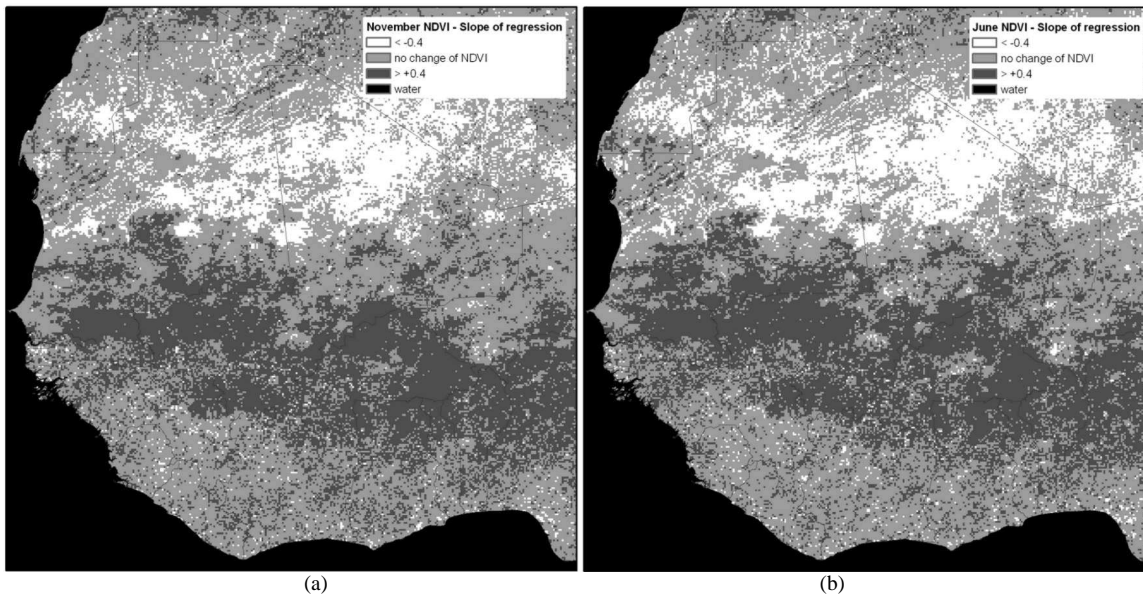 November NDVI - Slope of regression
< -0.4
no change of NDVI
> +0.4
water
June NDVI - Slope of regression
< -0.4
no change of NDVI
> +0.4
water
(a)
(b)